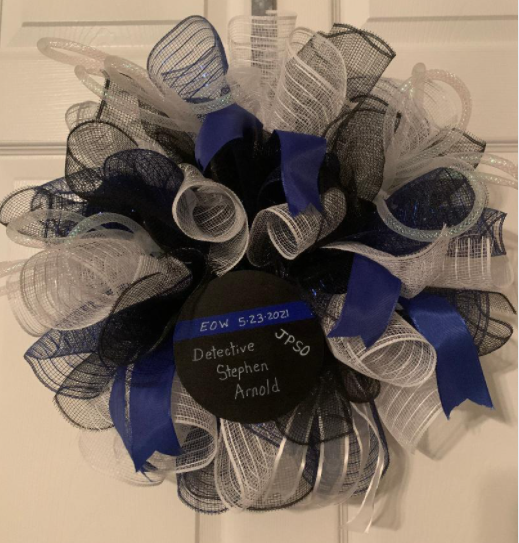 EOW 5-23-2021
JPSO
Detective
Stephen
Arnold